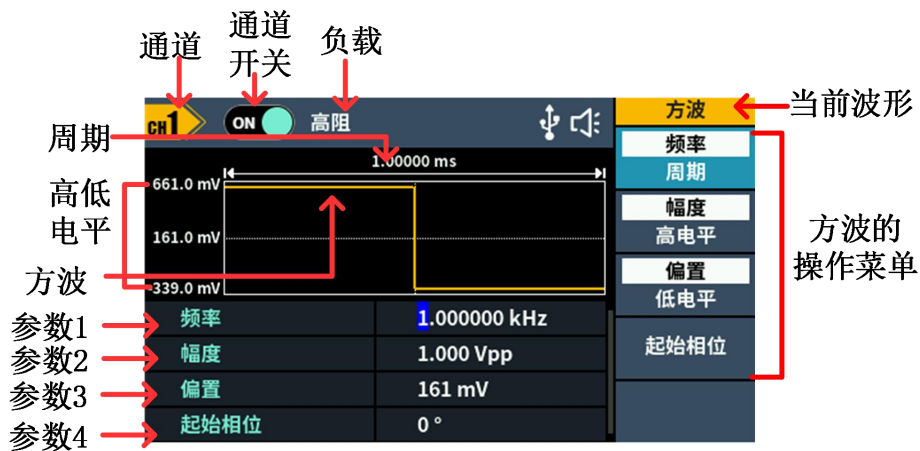 通道
通道
开关
负载
CH1
ON
高阻
方波
当前波形
周期
1.00000 ms
频率
周期
高低
电平
661.0 mV
161.0 mV
-339.0 mV
幅度
高电平
方波的
操作菜单
方波
偏置
低电平
起始相位
参数1
频率
1.000000 kHz
参数2
幅度
1.000 Vpp
参数3
偏置
161 mV
参数4
起始相位
0 °